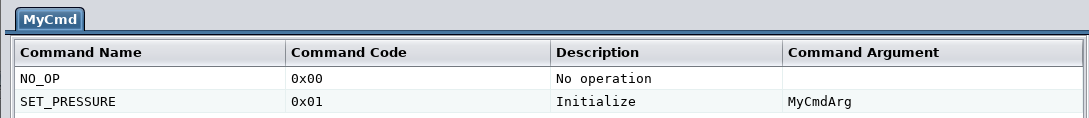 MyCmd
Command Name Command Code Description Command Argument
NO_OP 0x00 No operation
SET_PRESSURE 0x01 Initialize MyCmdArg